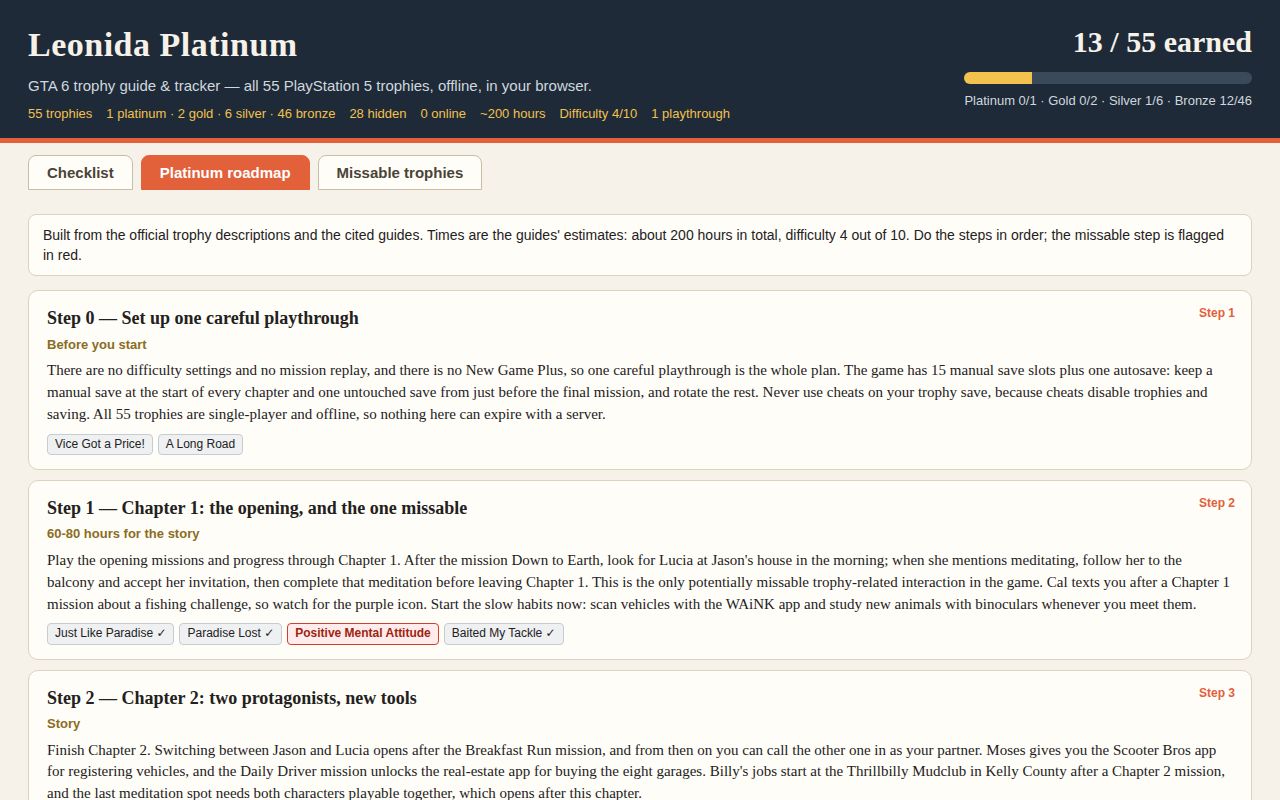 Leonida Platinum
13 / 55 earned
GTA 6 trophy guide & tracker — all 55 PlayStation 5 trophies, offline, in your browser.
Platinum 0/1 · Gold 0/2 · Silver 1/6 · Bronze 12/46
55 trophies 1 platinum · 2 gold · 6 silver · 46 bronze 28 hidden 0 online ~200 hours Difficulty 4/10 1 playthrough
Checklist Platinum roadmap Missable trophies
Built from the official trophy descriptions and the cited guides. Times are the guides' estimates: about 200 hours in total, difficulty 4 out of 10. Do the steps in order; the missable step is flagged
in red.
Step 0 — Set up one careful playthrough
Step 1
Before you start
There are no difficulty settings and no mission replay, and there is no New Game Plus, so one careful playthrough is the whole plan. The game has 15 manual save slots plus one autosave: keep a
manual save at the start of every chapter and one untouched save from just before the final mission, and rotate the rest. Never use cheats on your trophy save, because cheats disable trophies and
saving. All 55 trophies are single-player and offline, so nothing here can expire with a server.
Vice Got a Price! A Long Road
Step 1 — Chapter 1: the opening, and the one missable
Step 2
60-80 hours for the story
Play the opening missions and progress through Chapter 1. After the mission Down to Earth, look for Lucia at Jason's house in the morning; when she mentions meditating, follow her to the
balcony and accept her invitation, then complete that meditation before leaving Chapter 1. This is the only potentially missable trophy-related interaction in the game. Cal texts you after a Chapter 1
mission about a fishing challenge, so watch for the purple icon. Start the slow habits now: scan vehicles with the WAiNK app and study new animals with binoculars whenever you meet them.
Just Like Paradise ✓ Paradise Lost ✓ Positive Mental Attitude Baited My Tackle ✓
Step 2 — Chapter 2: two protagonists, new tools
Step 3
Story
Finish Chapter 2. Switching between Jason and Lucia opens after the Breakfast Run mission, and from then on you can call the other one in as your partner. Moses gives you the Scooter Bros app
for registering vehicles, and the Daily Driver mission unlocks the real-estate app for buying the eight garages. Billy's jobs start at the Thrillbilly Mudclub in Kelly County after a Chapter 2 mission,
and the last meditation spot needs both characters playable together, which opens after this chapter.